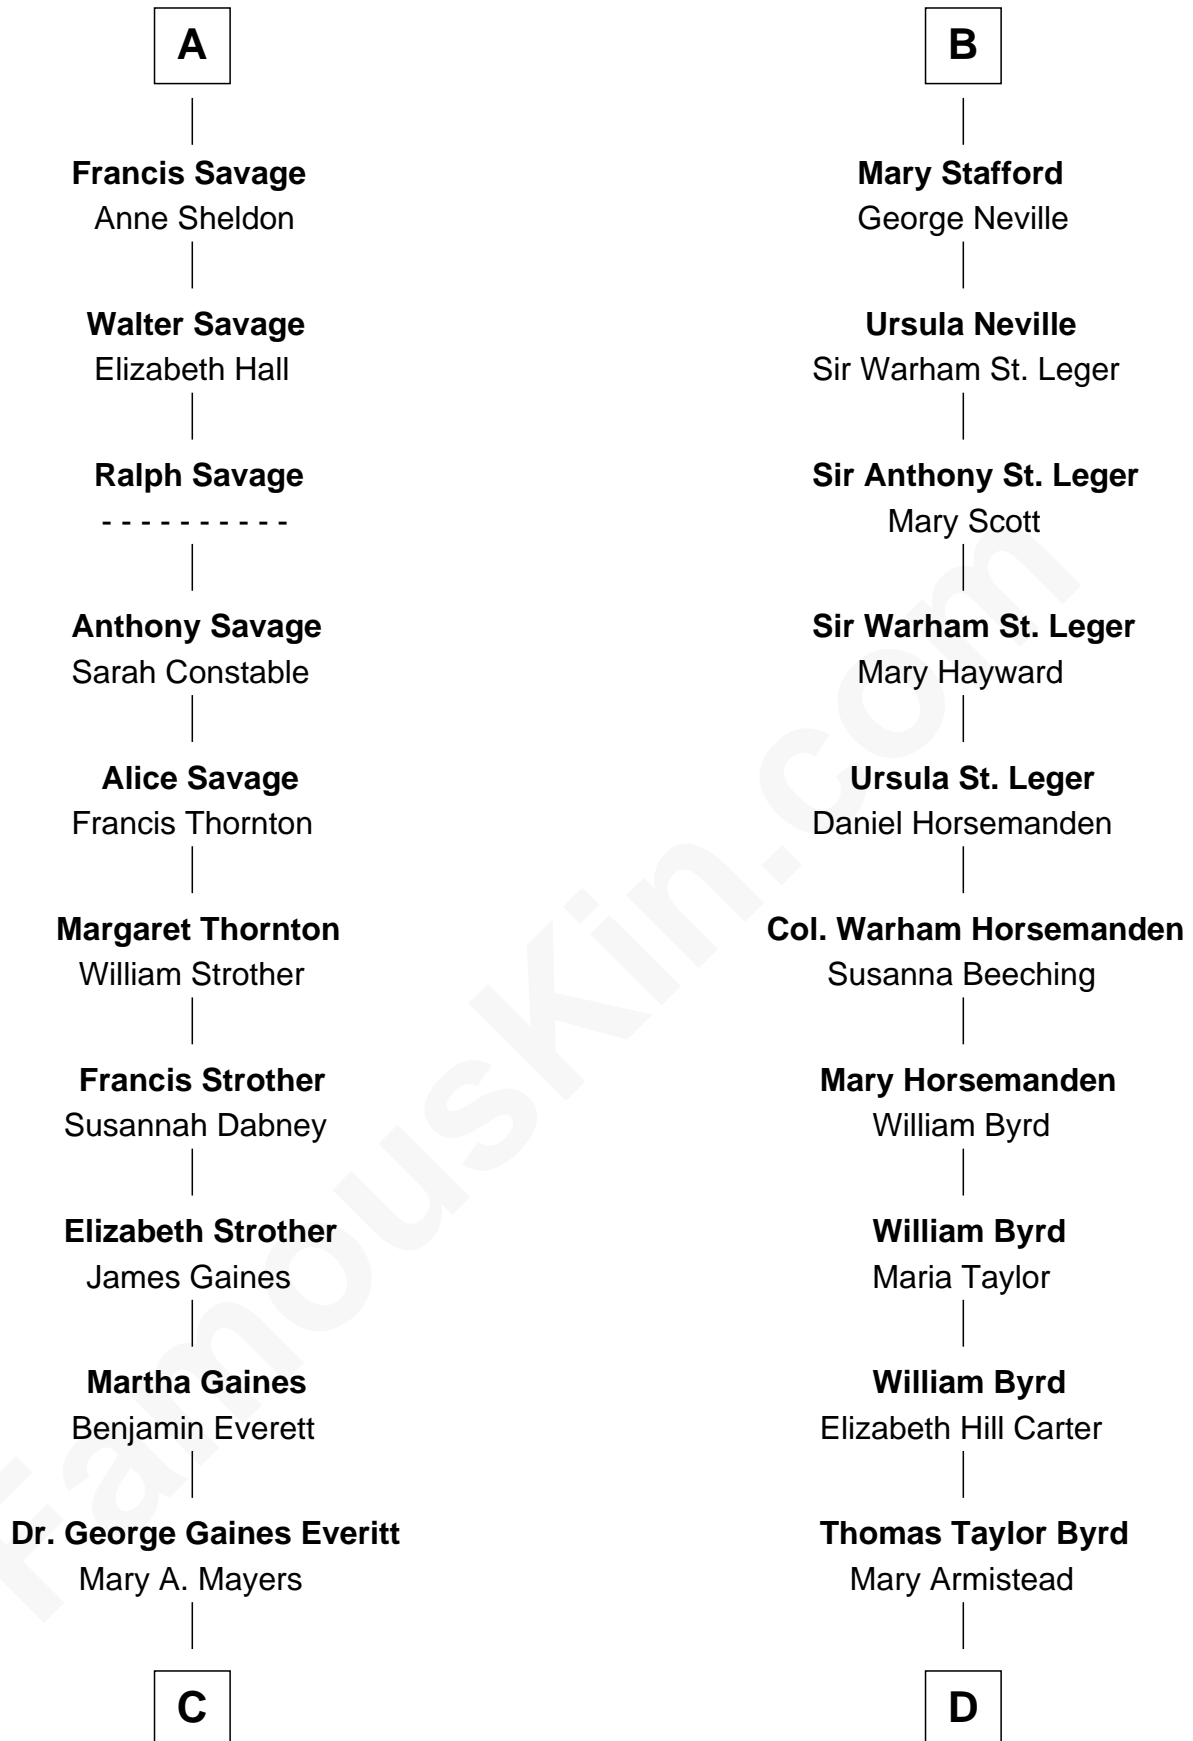 A
Francis Savage
Anne Sheldon
Walter Savage
Elizabeth Hall
Ralph Savage
- - - - - - - - - -
Anthony Savage
Sarah Constable
Alice Savage
Francis Thornton
Margaret Thornton
William Strother
Francis Strother
Susannah Dabney
Elizabeth Strother
James Gaines
Martha Gaines
Benjamin Everett
Dr. George Gaines Everitt
Mary A. Mayers
C
B
Mary Stafford
George Neville
Ursula Neville
Sir Warham St. Leger
Sir Anthony St. Leger
Mary Scott
Sir Warham St. Leger
Mary Hayward
Ursula St. Leger
Daniel Horsemanden
Col. Warham Horsemanden
Susanna Beeching
Mary Horsemanden
William Byrd
William Byrd
Maria Taylor
William Byrd
Elizabeth Hill Carter
Thomas Taylor Byrd
Mary Armistead
D
FamousKin.com